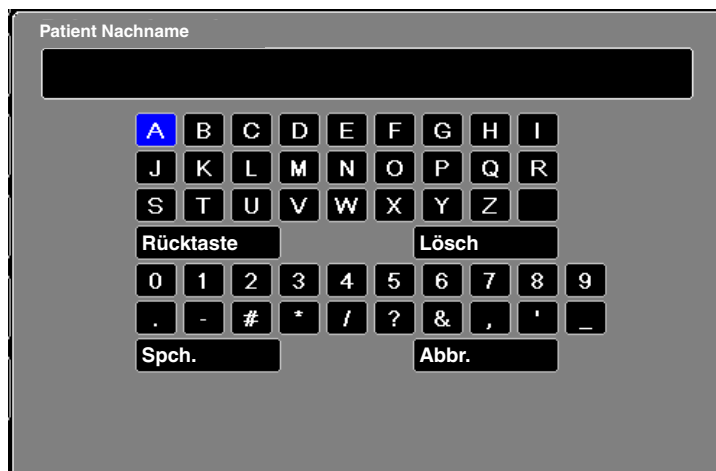 Patient Nachname
A B C D E F G H I
J K L M N O P Q R
S T U V W X Y Z
Rücktaste Lösch
0 1 2 3 4 5 6 7 8 9
. - # * / ? & , ' _
Spch. Abbr.